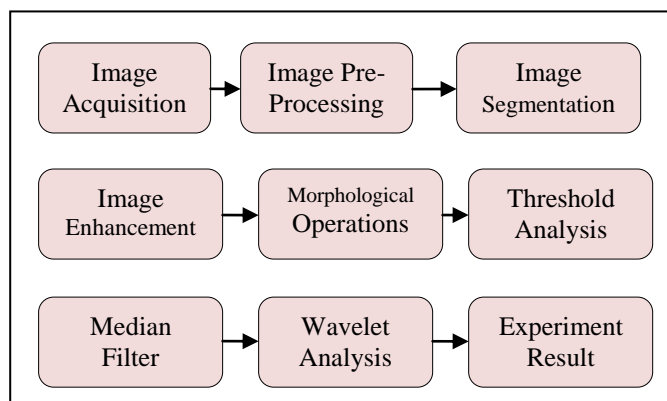 Image
Acquisition
Image Pre-
Processing
Image
Segmentation
Image
Enhancement
Morphological
Operations
Threshold
Analysis
Median
Filter
Wavelet
Analysis
Experiment
Result